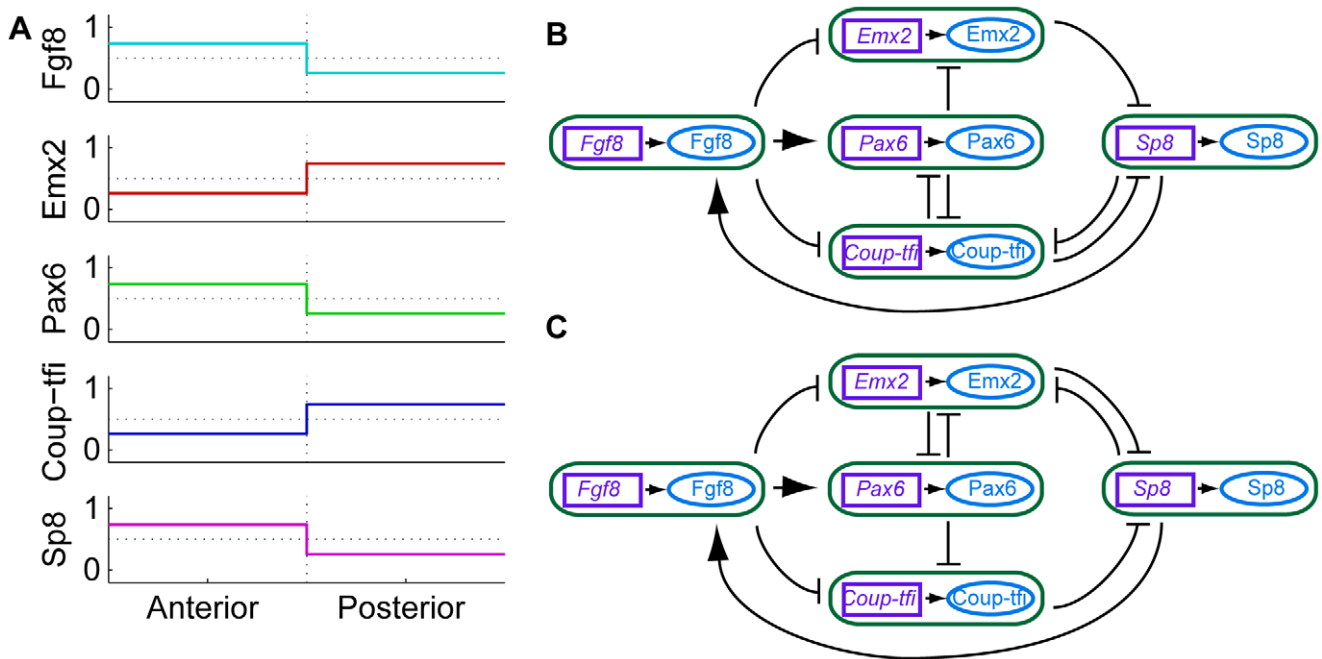 A
1
Fgf8
0
1
Emx2
0
1
Pax6
0
1
Coup-tfi
0
1
Sp8
0
Anterior Posterior
B
Emx2 Emx2
Fgf8 Fgf8 Pax6 Pax6 Sp8 Sp8
Coup-tfi Coup-tfi
C
Emx2 Emx2
Fgf8 Fgf8 Pax6 Pax6 Sp8 Sp8
Coup-tfi Coup-tfi